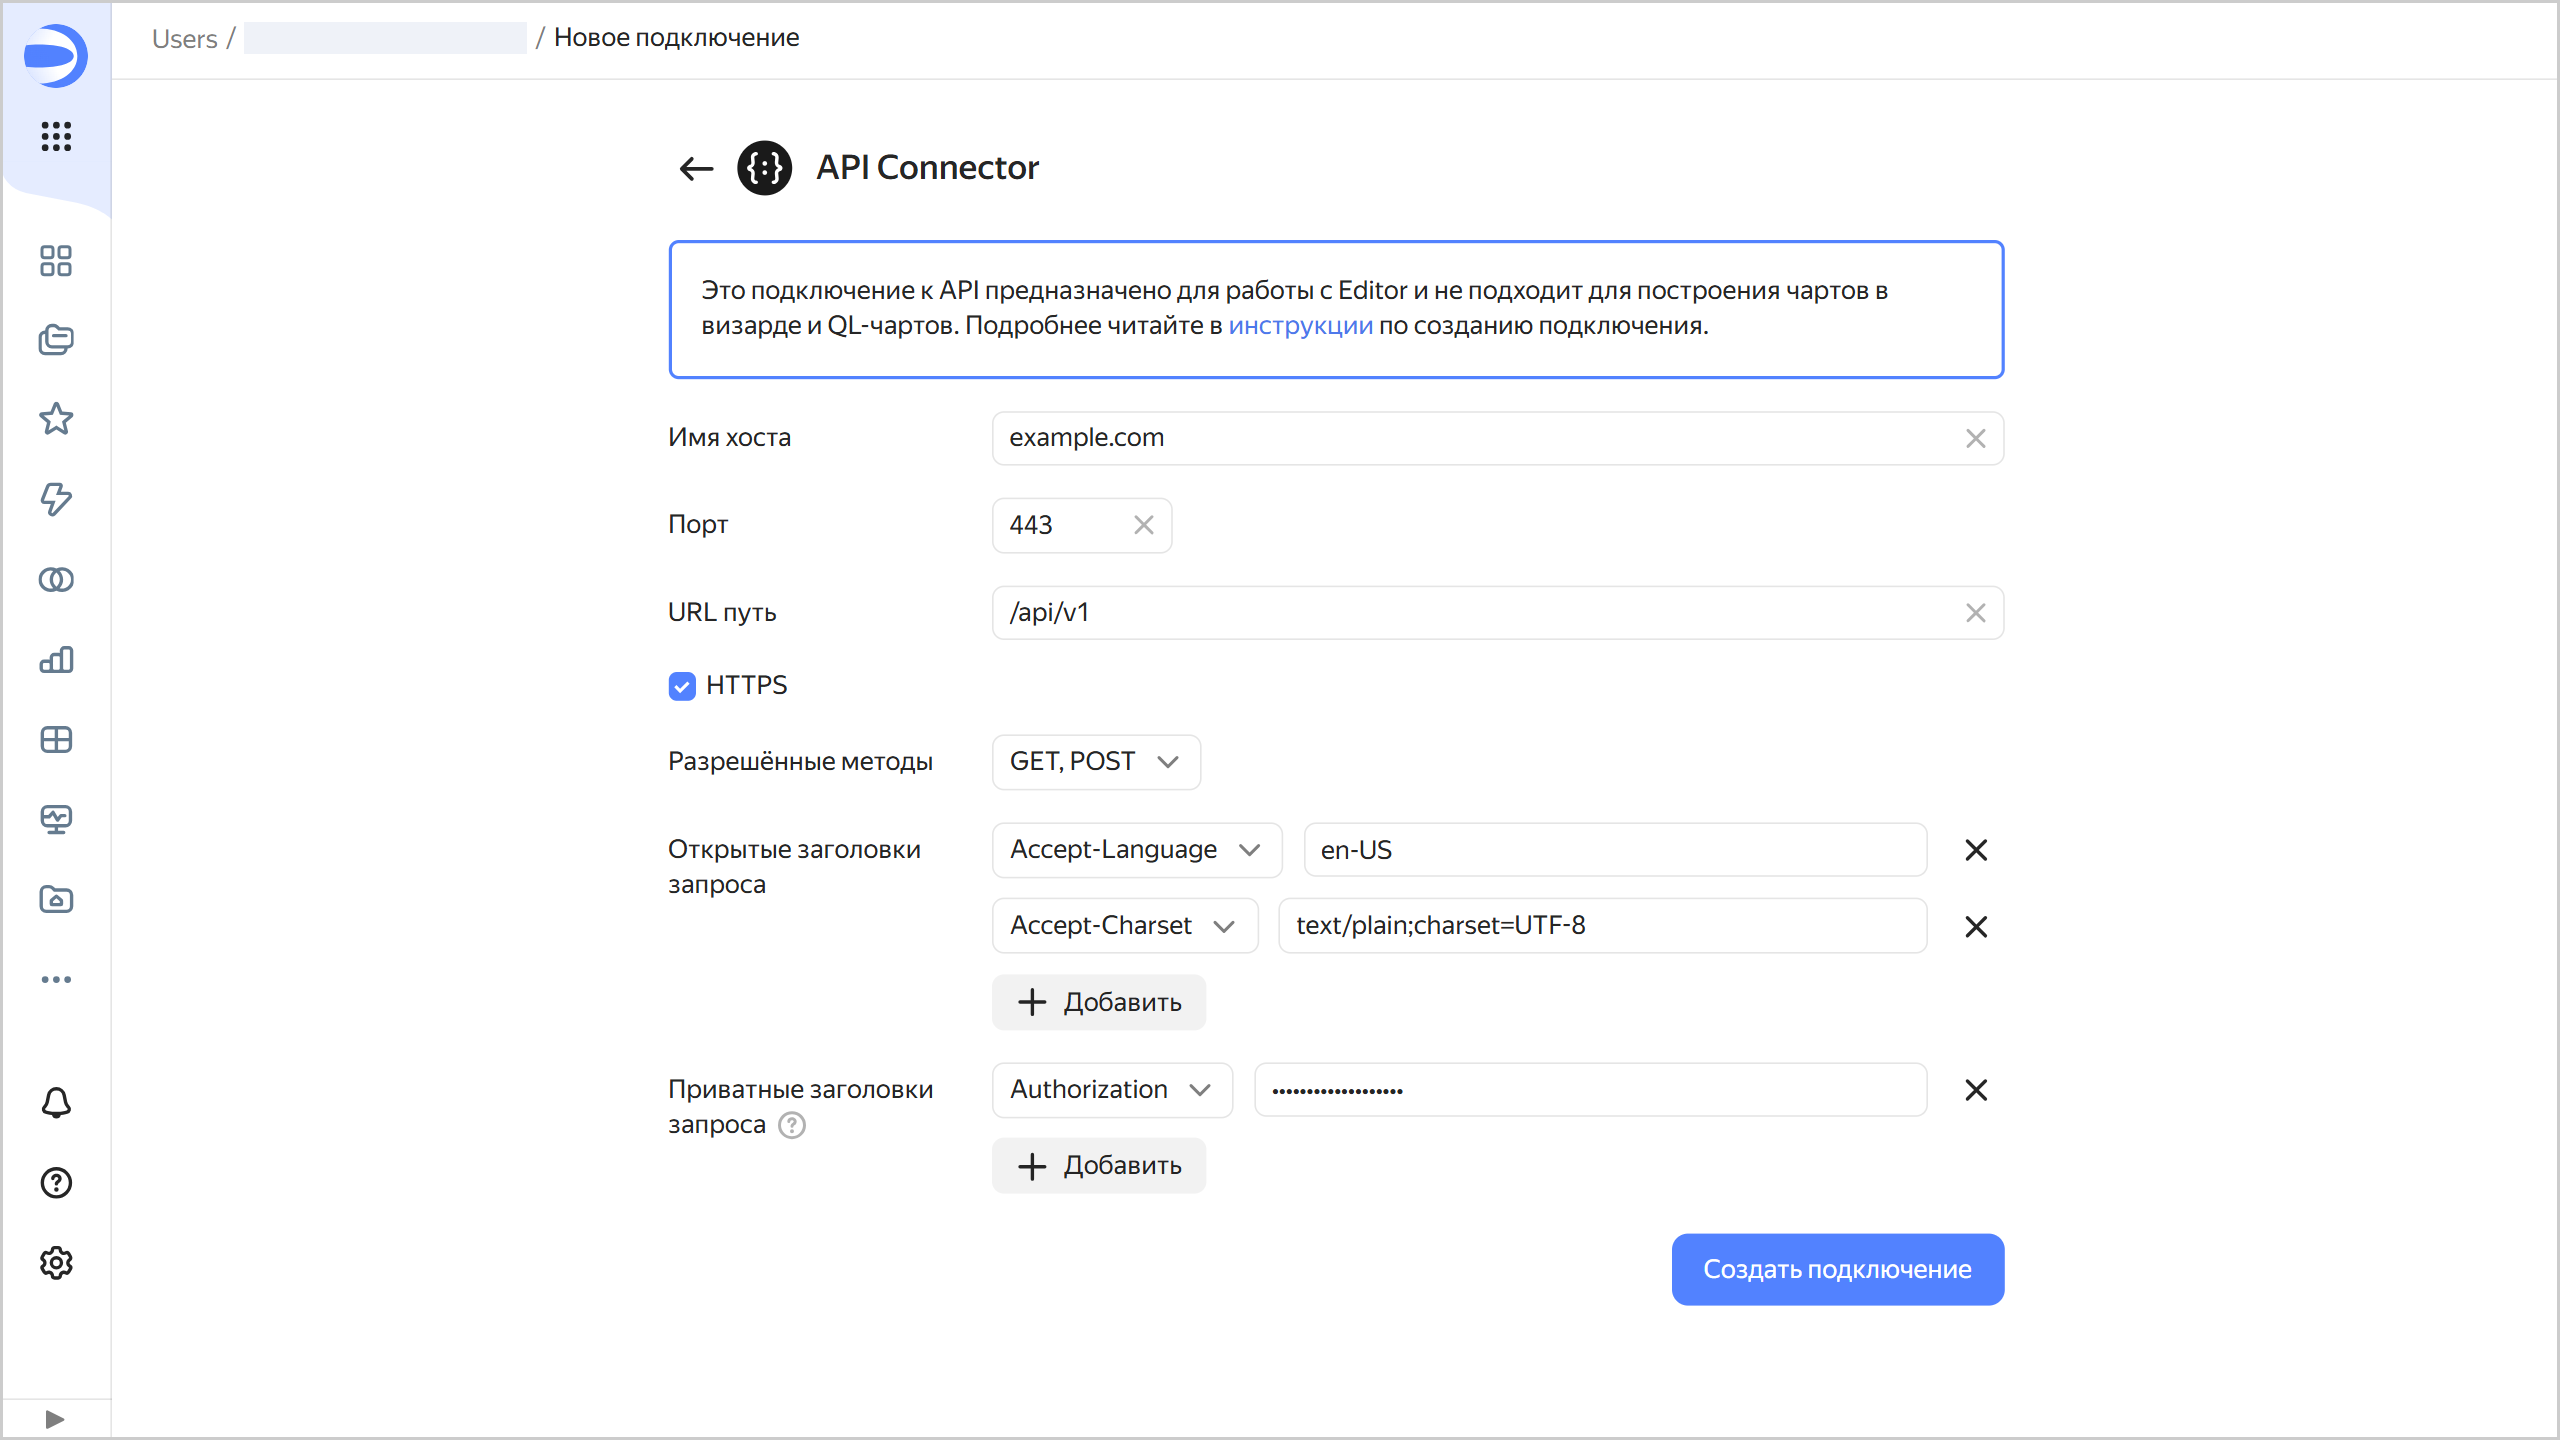 Users / / Новое подключение
API Connector
Это подключение к API предназначено для работы с Editor и не подходит для построения чартов в
визарде и QL-чартов. Подробнее читайте в инструкции по созданию подключения.
Имя хоста example.com
Порт 443
URL путь /api/v1
HTTPS
Разрешённые методы GET, POST
Открытые заголовки Accept-Language en-US
запроса
Accept-Charset text/plain;charset=UTF-8
Добавить
Приватные заголовки Authorization •••••••••••••••••••
запроса
Добавить
Создать подключение